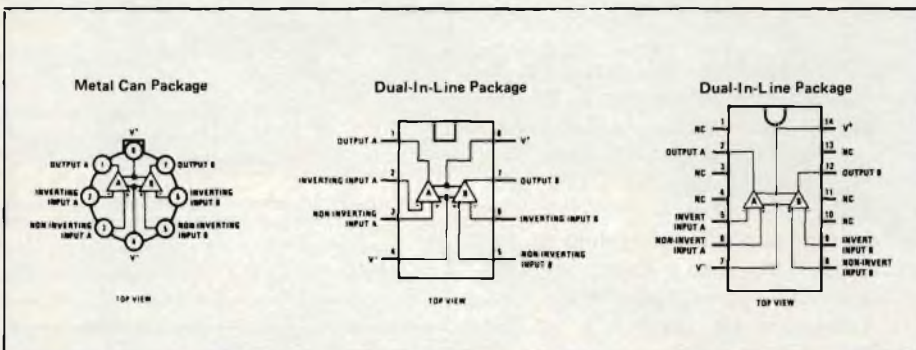 Metal Can Package
V+
8
OUTPUT A
1
7
OUTPUT B
A
B
INVERTING
INPUT A
2
6
INVERTING
INPUT B
NON-INVERTING
INPUT A
3
5
NON-INVERTING
INPUT B
4
V-
TOP VIEW
Dual-In-Line Package
1
OUTPUT A
8
V+
INVERTING INPUT A
2
7
OUTPUT B
A
B
NON INVERTING
INPUT A
3
6
INVERTING INPUT B
4
V-
5
NON-INVERTING
INPUT B
TOP VIEW
Dual-In-Line Package
NC
1
14
V+
OUTPUT A
2
13
NC
NC
3
12
OUTPUT B
NC
4
11
NC
A
B
INVERT
INPUT A
5
10
NC
NON-INVERT
INPUT A
6
9
INVERT
INPUT B
V-
7
8
NON-INVERT
INPUT B
TOP VIEW